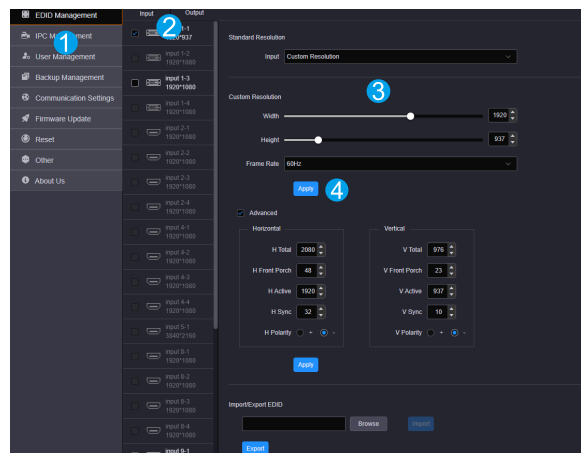 EDID Management
IPC M
User Management
Backup Management
Communication Settings
Firmware Update
Reset
Other
About Us
1
Input Output
2
1-1
1920*937
input 1-2
1920*1080
input 1-3
1920*1080
input 1-4
1920*1080
input 2-1
1920*1080
input 2-2
1920*1080
input 2-3
1920*1080
input 2-4
1920*1080
input 4-1
1920*1080
input 4-2
1920*1080
input 4-3
1920*1080
input 4-4
1920*1080
input 5-1
3840*2160
input 8-1
1920*1080
input 8-2
1920*1080
input 8-3
1920*1080
input 8-4
1920*1080
input 9-1
Standard Resolution
Input Custom Resolution
Custom Resolution
3
Width 1920
Height 937
Frame Rate 60Hz
Apply
4
Advanced
Horizontal
H Total 2080
H Front Porch 48
H Active 1920
H Sync 32
H Polarity + -
Vertical
V Total 976
V Front Porch 23
V Active 937
V Sync 10
V Polarity + -
Apply
Import/Export EDID
Browse Import
Export